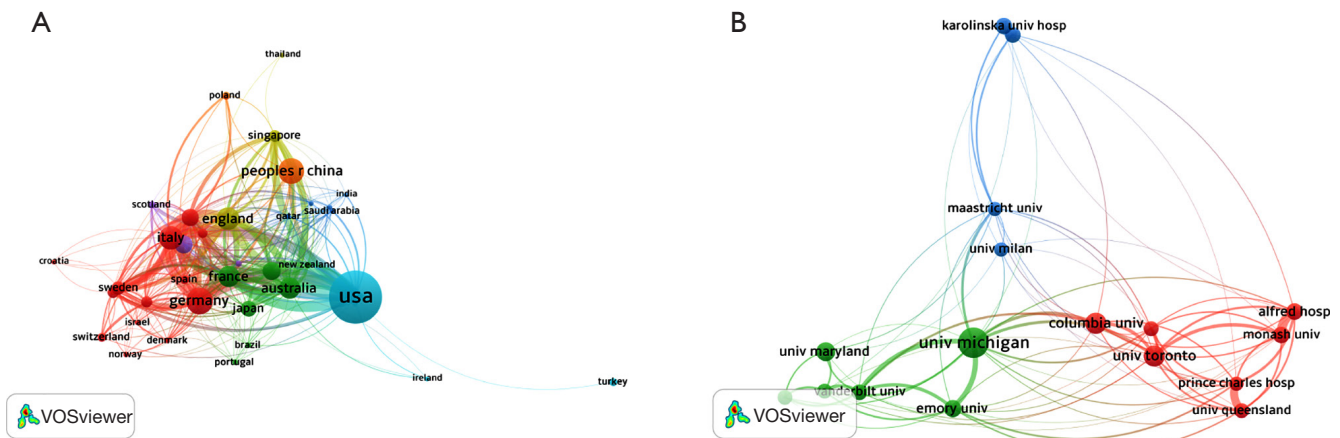 A
thailand
poland
singapore
peoples r china
india
scotland
saudi arabia
qatar
england
italy
croatia
new zealand
spain
france
sweden
australia
usa
germany
japan
israel
switzerland
denmark
norway
brazil
portugal
ireland
turkey
VOSviewer
B
karolinska univ hosp
maastricht univ
univ milan
alfred hosp
columbia univ
monash univ
univ michigan
univ maryland
univ toronto
prince charles hosp
vanderbilt univ
emory univ
univ queensland
VOSviewer